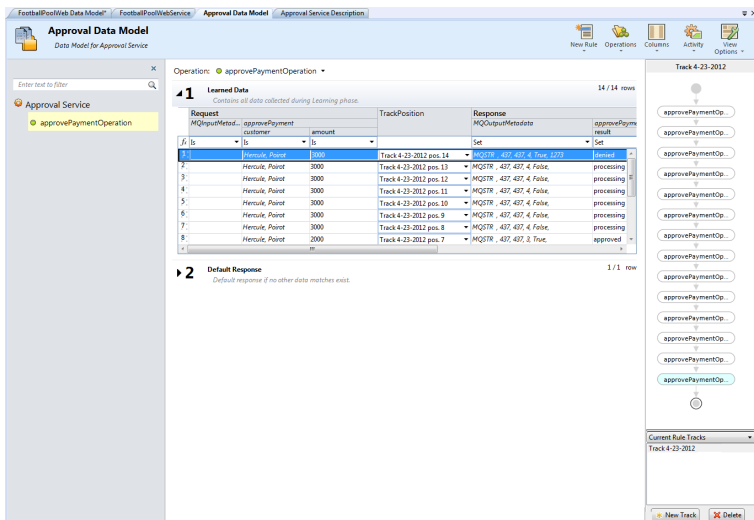 FootballPoolWeb Data Model*
FootballPoolWebService
Approval Data Model
Approval Service Description
Approval Data Model
Data Model for Approval Service
New Rule
Operations
Columns
Activity
View Options
Enter text to filter
Approval Service
approvePaymentOperation
Operation: approvePaymentOperation
1 Learned Data 14 / 14 rows
Contains all data collected during Learning phase.
Request TrackPosition Response
MQInputMetad... approvePayment MQOutputMetadata approvePayme
customer amount result
fx Is Is Is Set Set
1 Hercule, Poirot 3000 Track 4-23-2012 pos. 14 MQSTR , 437, 437, 4, True, 1273 denied
2 Hercule, Poirot 3000 Track 4-23-2012 pos. 13 MQSTR , 437, 437, 4, False, processing
3 Hercule, Poirot 3000 Track 4-23-2012 pos. 12 MQSTR , 437, 437, 4, False, processing
4 Hercule, Poirot 3000 Track 4-23-2012 pos. 11 MQSTR , 437, 437, 4, False, processing
5 Hercule, Poirot 3000 Track 4-23-2012 pos. 10 MQSTR , 437, 437, 4, False, processing
6 Hercule, Poirot 3000 Track 4-23-2012 pos. 9 MQSTR , 437, 437, 4, False, processing
7 Hercule, Poirot 3000 Track 4-23-2012 pos. 8 MQSTR , 437, 437, 4, False, processing
8 Hercule, Poirot 2000 Track 4-23-2012 pos. 7 MQSTR , 437, 437, 3, True, approved
2 Default Response 1 / 1 row
Default response if no other data matches exist.
Track 4-23-2012
approvePaymentOp...
approvePaymentOp...
approvePaymentOp...
approvePaymentOp...
approvePaymentOp...
approvePaymentOp...
approvePaymentOp...
approvePaymentOp...
approvePaymentOp...
approvePaymentOp...
approvePaymentOp...
approvePaymentOp...
approvePaymentOp...
approvePaymentOp...
Current Rule Tracks
Track 4-23-2012
New Track
Delete